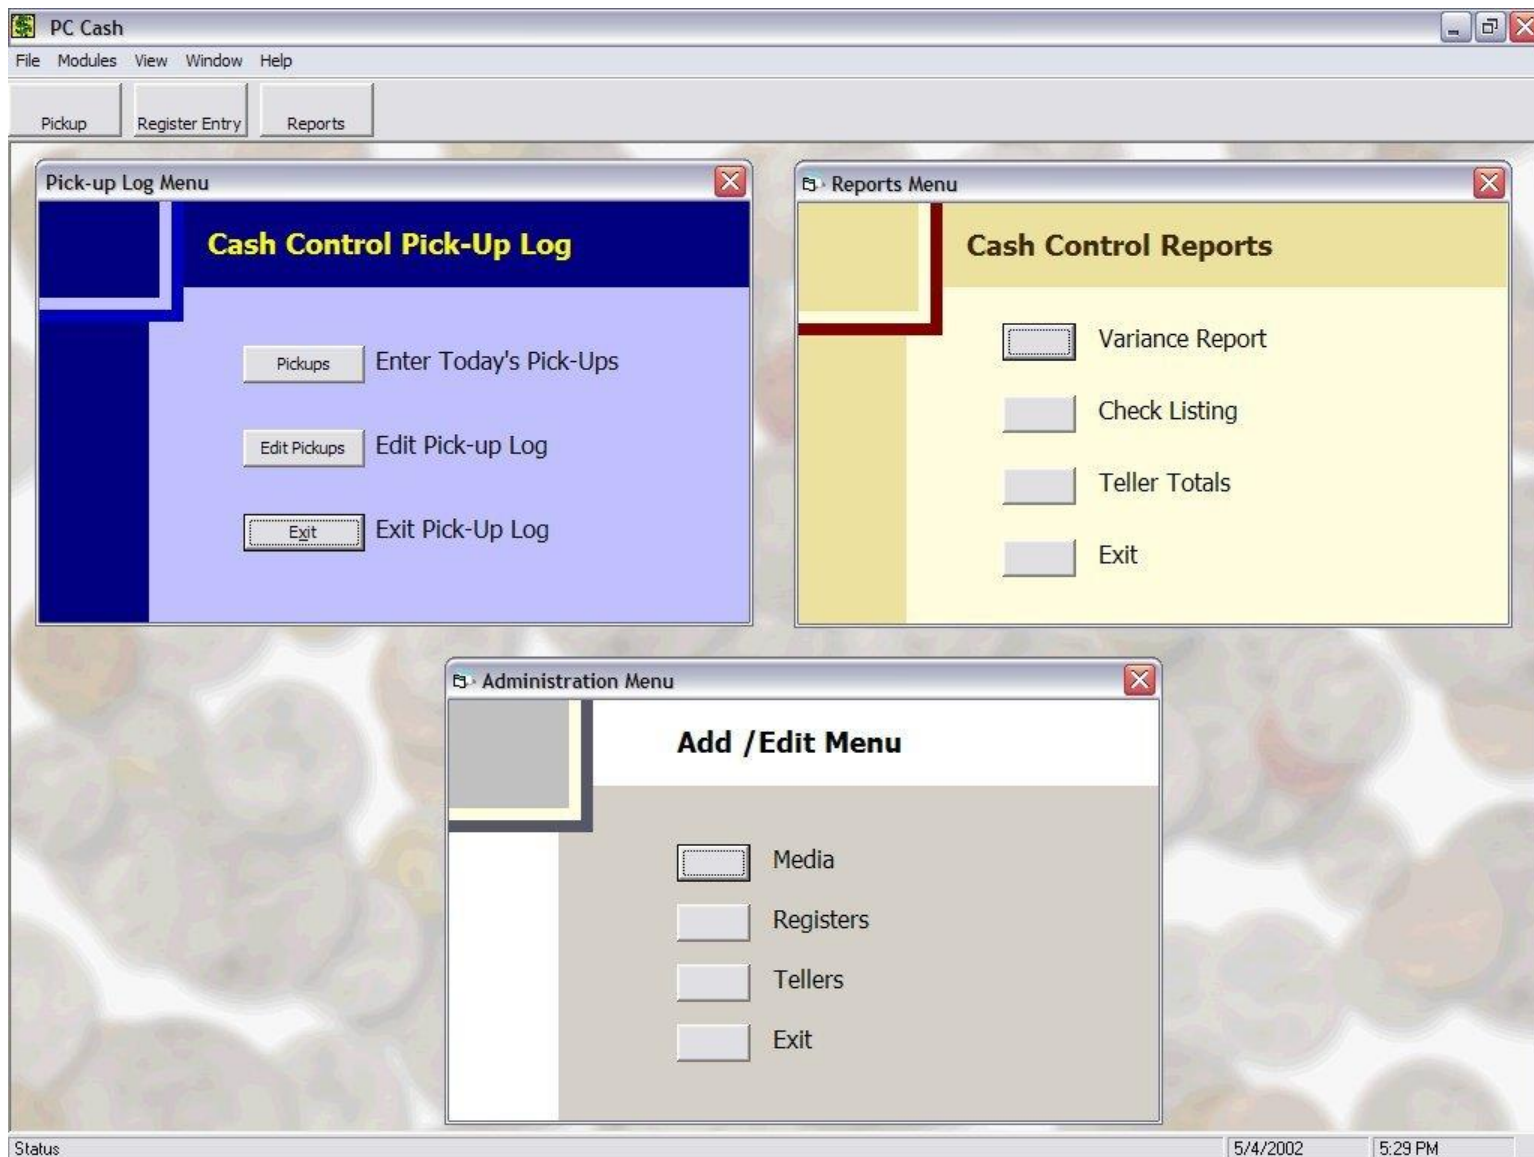 PC Cash
File Modules View Window Help
Pickup Register Entry Reports
Pick-up Log Menu
Cash Control Pick-Up Log
Pickups Enter Today's Pick-Ups
Edit Pickups Edit Pick-up Log
Exit Exit Pick-Up Log
Reports Menu
Cash Control Reports
Variance Report
Check Listing
Teller Totals
Exit
Administration Menu
Add /Edit Menu
Media
Registers
Tellers
Exit
Status 5/4/2002 5:29 PM